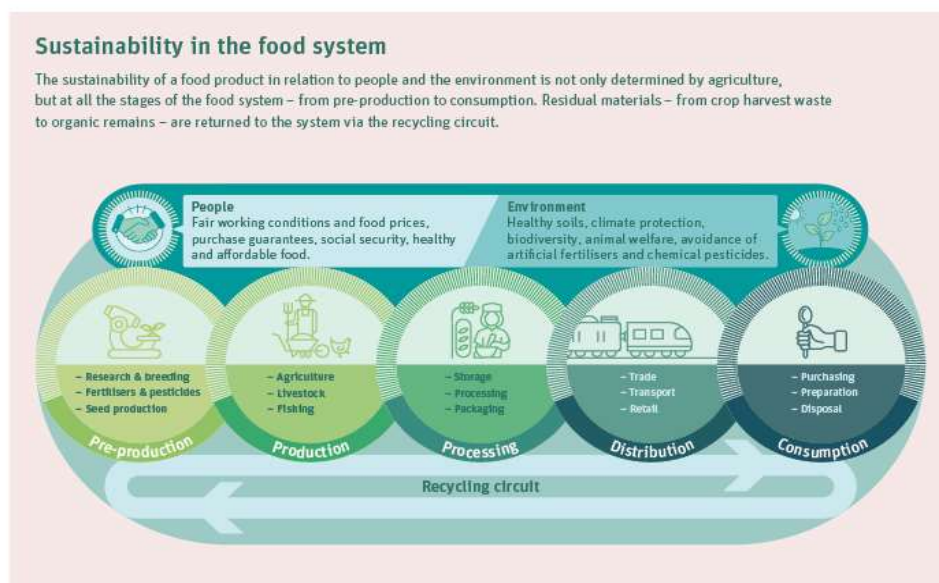 Sustainability in the food system
The sustainability of a food product in relation to people and the environment is not only determined by agriculture,
but at all the stages of the food system – from pre-production to consumption. Residual materials – from crop harvest waste
to organic remains – are returned to the system via the recycling circuit.
People
Fair working conditions and food prices,
purchase guarantees, social security, healthy
and affordable food.
Environment
Healthy soils, climate protection,
biodiversity, animal welfare, avoidance of
artificial fertilisers and chemical pesticides.
– Research & breeding
– Fertilisers & pesticides
– Seed production
Pre-production
– Agriculture
– Livestock
– Fishing
Production
– Storage
– Processing
– Packaging
Processing
– Trade
– Transport
– Retail
Distribution
– Purchasing
– Preparation
– Disposal
Consumption
Recycling circuit